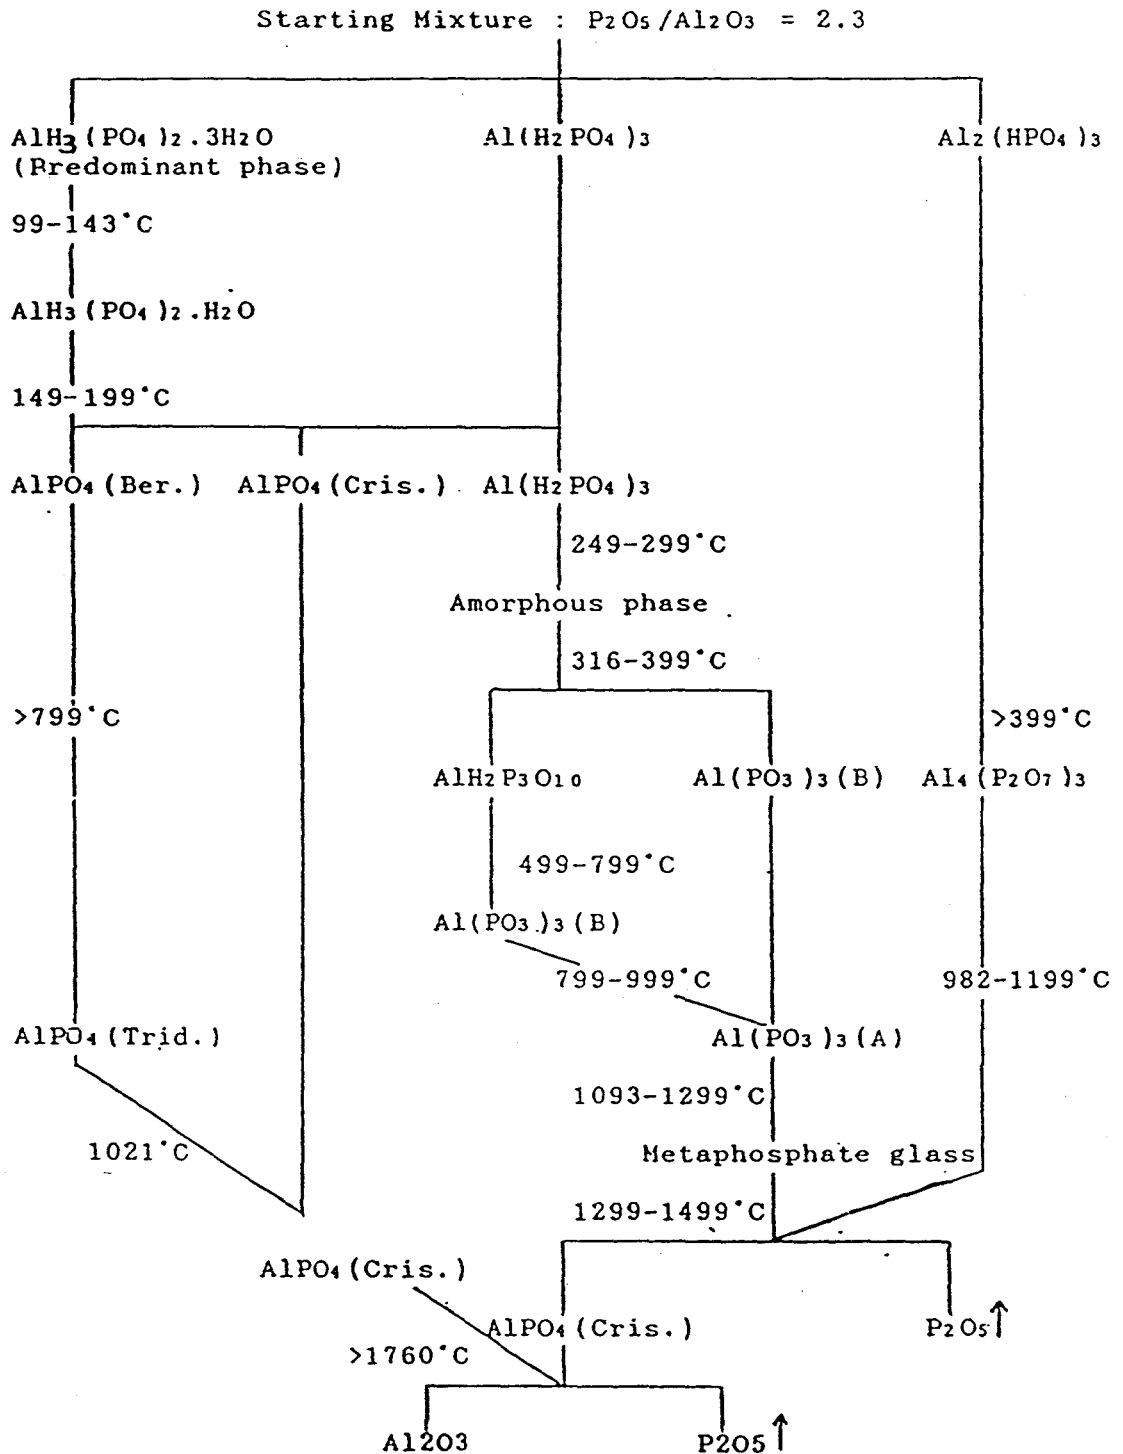 Starting Mixture : P2O5/Al2O3 = 2.3
AlH3(PO4)2.3H2O Al(H2PO4)3 Al2(HPO4)3
(Predominant phase)
99-143°C
AlH3(PO4)2.H2O
149-199°C
AlPO4(Ber.) AlPO4(Cris.) Al(H2PO4)3
249-299°C
Amorphous phase
316-399°C
>799°C >399°C
AlH2P3O10 Al(PO3)3(B) Al4(P2O7)3
499-799°C
Al(PO3)3(B)
799-999°C 982-1199°C
AlPO4(Trid.) Al(PO3)3(A)
1093-1299°C
1021°C Metaphosphate glass
1299-1499°C
AlPO4(Cris.)
AlPO4(Cris.) P2O5↑
>1760°C
Al2O3 P2O5↑